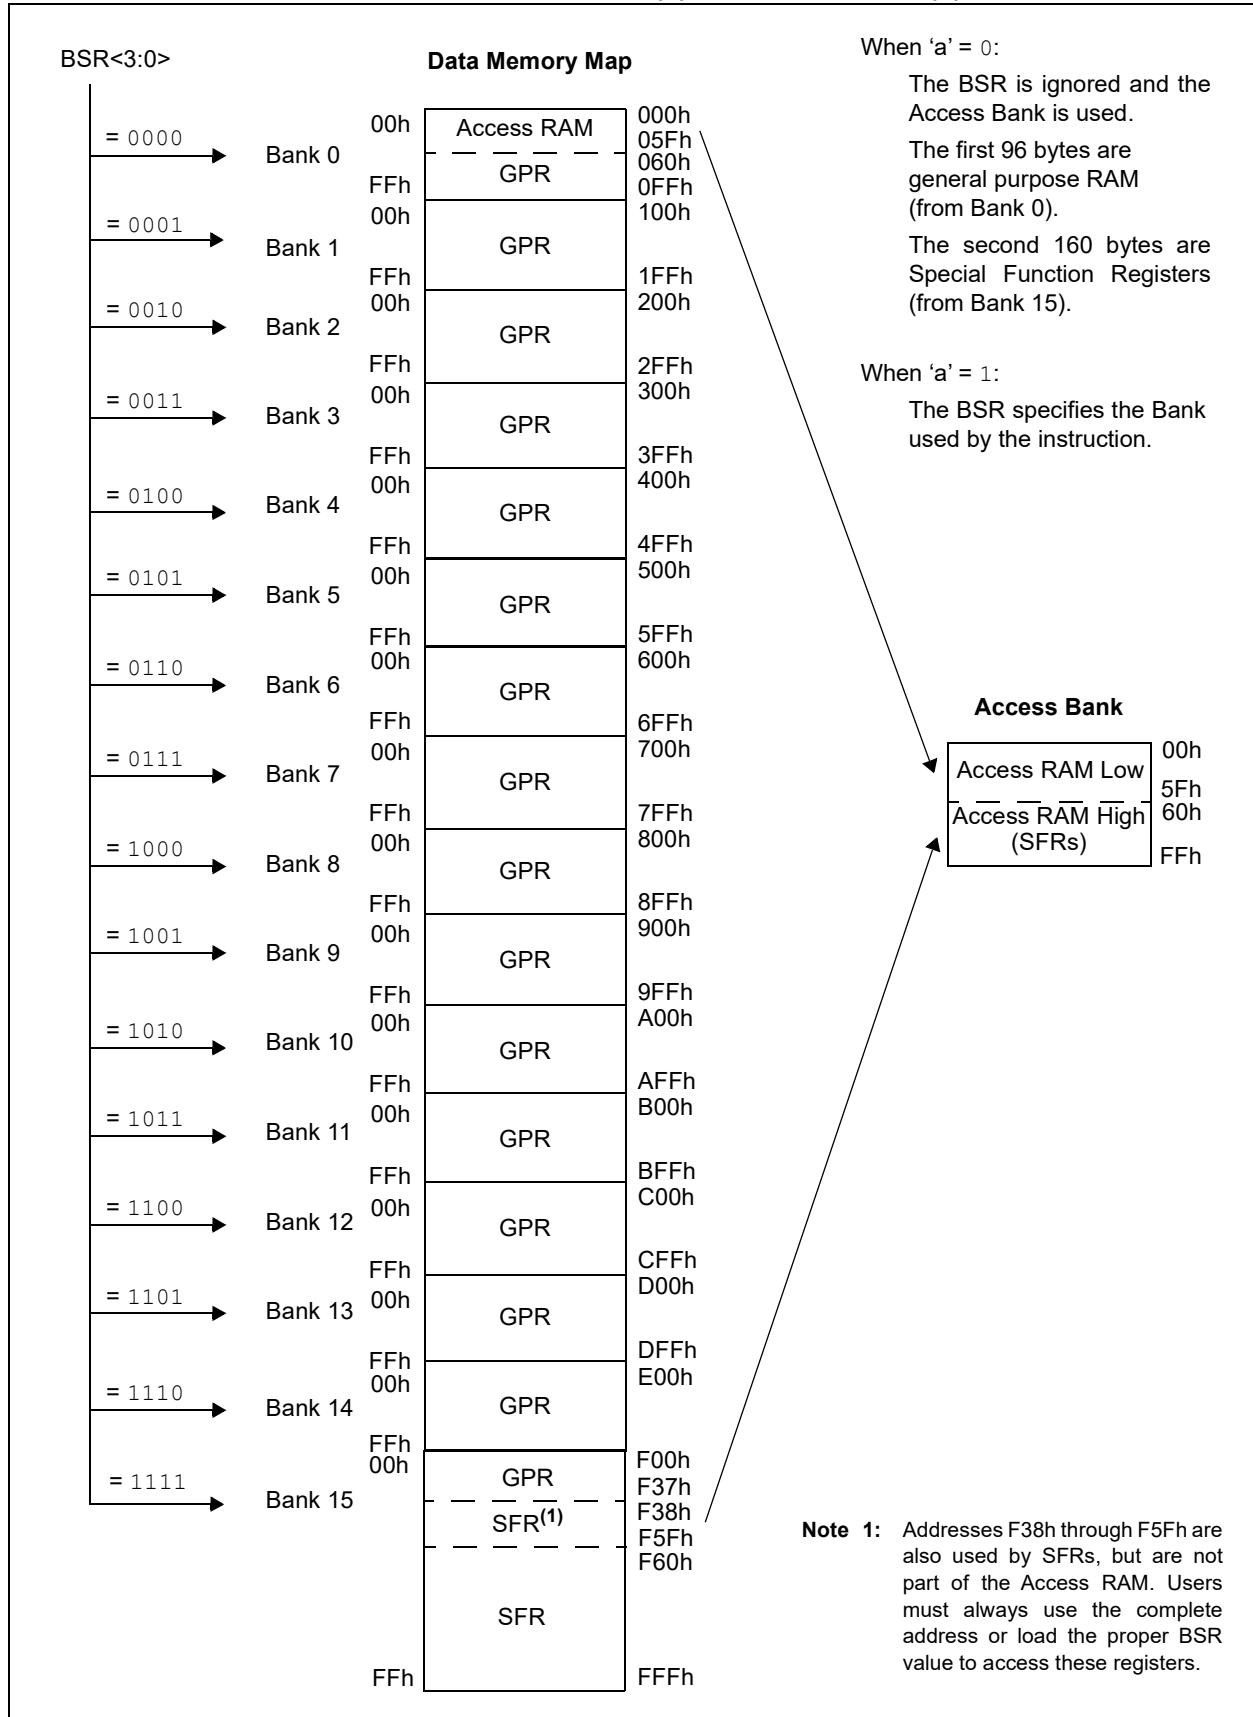 BSR<3:0>
Data Memory Map
When ‘a’ = 0:
The BSR is ignored and the
Access Bank is used.
The first 96 bytes are
general purpose RAM
(from Bank 0).
The second 160 bytes are
Special Function Registers
(from Bank 15).
When ‘a’ = 1:
The BSR specifies the Bank
used by the instruction.
= 0000
Bank 0
00h
Access RAM
000h
05Fh
060h
GPR
FFh
0FFh
= 0001
Bank 1
00h
100h
GPR
FFh
1FFh
= 0010
Bank 2
00h
200h
GPR
FFh
2FFh
= 0011
Bank 3
00h
300h
GPR
FFh
3FFh
= 0100
Bank 4
00h
400h
GPR
FFh
4FFh
= 0101
Bank 5
00h
500h
GPR
FFh
5FFh
= 0110
Bank 6
00h
600h
GPR
FFh
6FFh
= 0111
Bank 7
00h
700h
GPR
FFh
7FFh
= 1000
Bank 8
00h
800h
GPR
FFh
8FFh
= 1001
Bank 9
00h
900h
GPR
FFh
9FFh
= 1010
Bank 10
00h
A00h
GPR
FFh
AFFh
= 1011
Bank 11
00h
B00h
GPR
FFh
BFFh
= 1100
Bank 12
00h
C00h
GPR
FFh
CFFh
= 1101
Bank 13
00h
D00h
GPR
FFh
DFFh
= 1110
Bank 14
00h
E00h
GPR
FFh
= 1111
Bank 15
00h
F00h
GPR
F37h
F38h
SFR(1)
F5Fh
F60h
SFR
FFh
FFFh
Access Bank
Access RAM Low
00h
5Fh
Access RAM High
(SFRs)
60h
FFh
Note 1: Addresses F38h through F5Fh are
also used by SFRs, but are not
part of the Access RAM. Users
must always use the complete
address or load the proper BSR
value to access these registers.